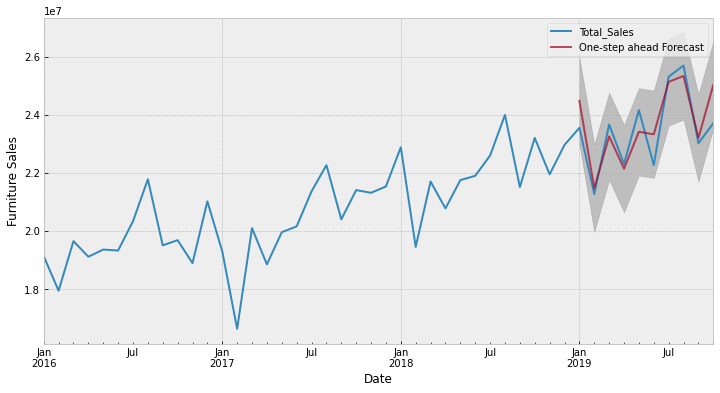 1e7
Total_Sales
One-step ahead Forecast
2.6
2.4
2.2
2.0
1.8
Furniture Sales
Jan Jul Jan Jul Jan Jul Jan Jul
2016 2017 2018 2019
Date